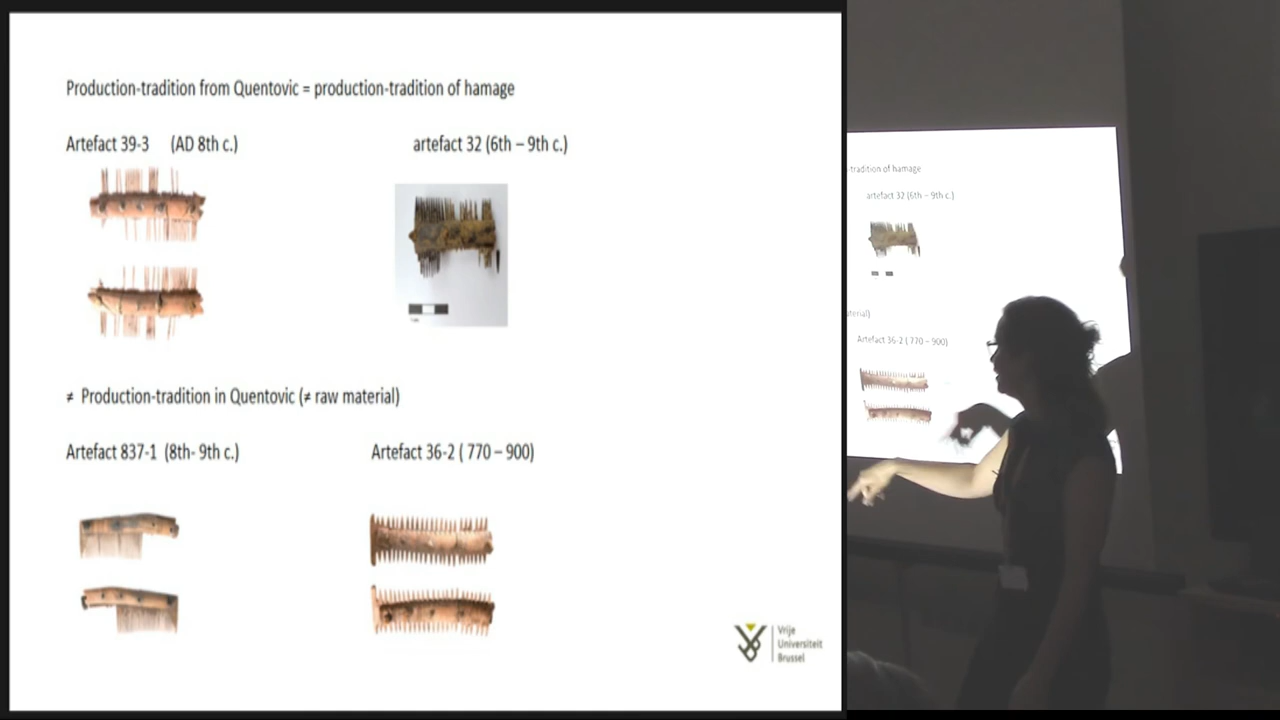 Production-tradition from Quentovic = production-tradition of hamage
Artefact 39-3 (AD 8th c.)
artefact 32 (6th – 9th c.)
≠ Production-tradition in Quentovic (≠ raw material)
Artefact 837-1 (8th- 9th c.)
Artefact 36-2 ( 770 – 900)
Vrije
Universiteit
Brussel
-tradition of hamage
artefact 32 (6th – 9th c.)
aterial)
Artefact 36-2 ( 770 – 900)